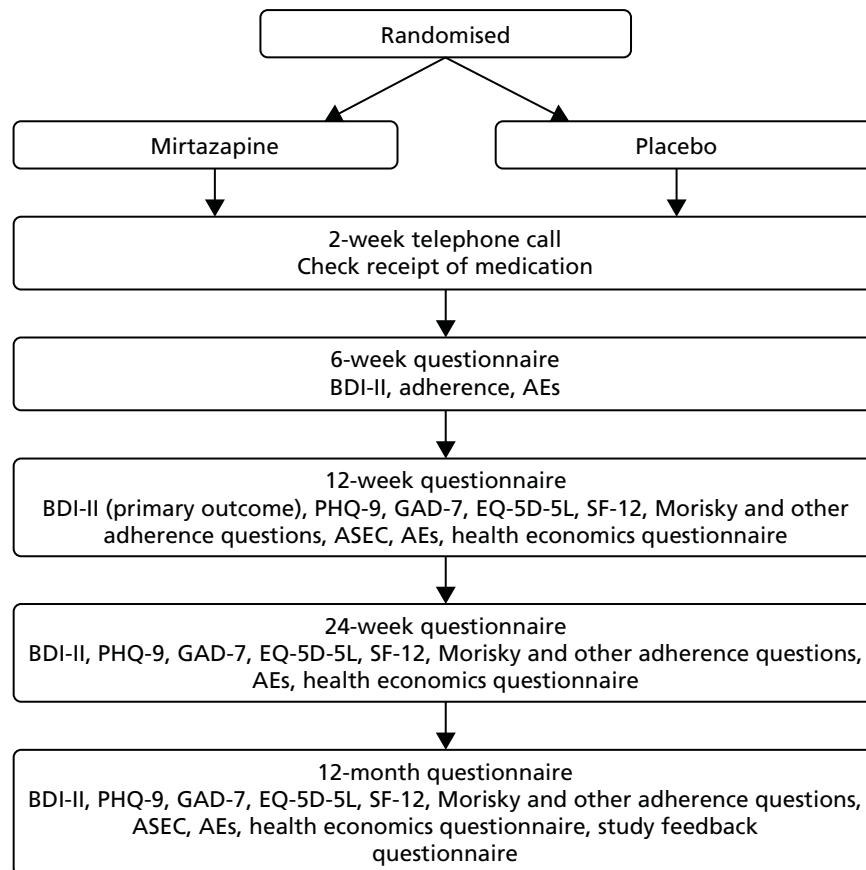 Randomised
Mirtazapine
Placebo
2-week telephone call
Check receipt of medication
6-week questionnaire
BDI-II, adherence, AEs
12-week questionnaire
BDI-II (primary outcome), PHQ-9, GAD-7, EQ-5D-5L, SF-12, Morisky and other
adherence questions, ASEC, AEs, health economics questionnaire
24-week questionnaire
BDI-II, PHQ-9, GAD-7, EQ-5D-5L, SF-12, Morisky and other adherence questions,
AEs, health economics questionnaire
12-month questionnaire
BDI-II, PHQ-9, GAD-7, EQ-5D-5L, SF-12, Morisky and other adherence questions,
ASEC, AEs, health economics questionnaire, study feedback
questionnaire